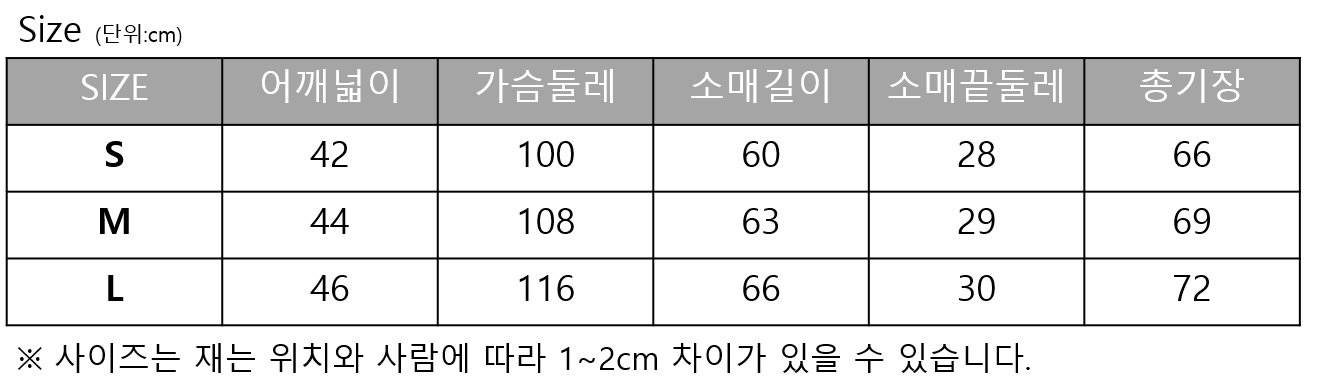 Size (단위:cm)
SIZE 어깨넓이 가슴둘레 소매길이 소매끝둘레 총기장
S 42 100 60 28 66
M 44 108 63 29 69
L 46 116 66 30 72
※ 사이즈는 재는 위치와 사람에 따라 1~2cm 차이가 있을 수 있습니다.